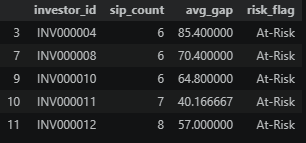 investor_id sip_count avg_gap risk_flag
3 INV000004 6 85.400000 At-Risk
7 INV000008 6 70.400000 At-Risk
9 INV000010 6 64.800000 At-Risk
10 INV000011 7 40.166667 At-Risk
11 INV000012 8 57.000000 At-Risk